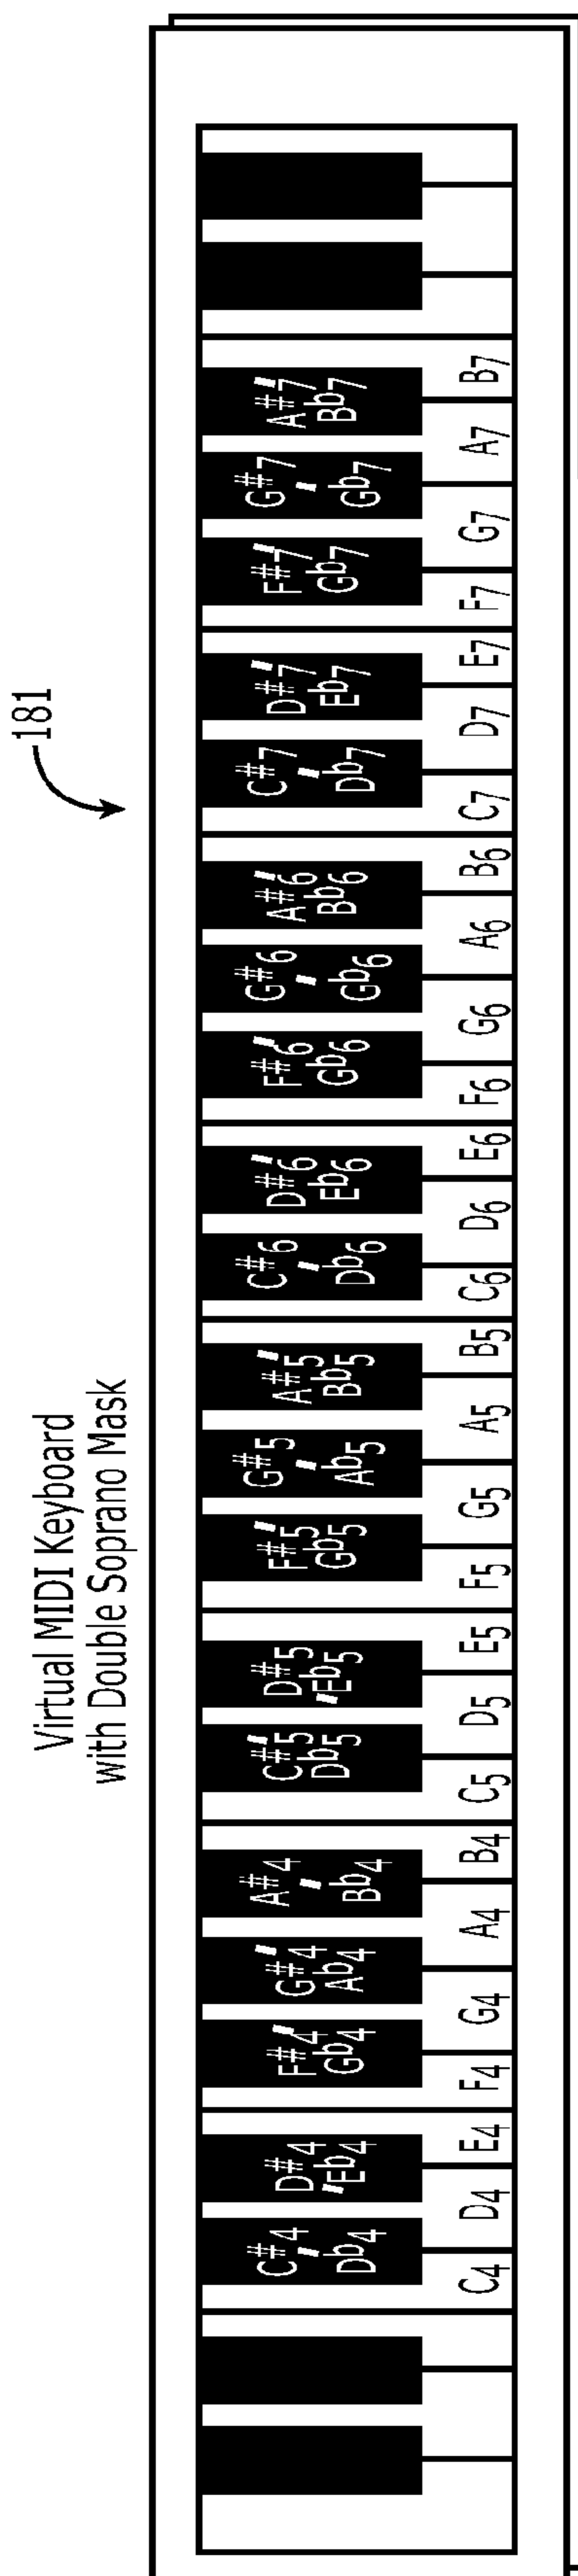 181
Virtual MIDI Keyboard
with Double Soprano Mask
C#4,
Db4
D#4
,Eb4
F#4,
Gb4
G#4,
Ab4
A#4,
Bb4
C#5,
Db5
D#5
,Eb5
F#5,
Gb5
G#5,
Ab5
A#5,
Bb5
C#6,
Db6
D#6,
Eb6
F#6,
Gb6
G#6,
Gb6
A#6,
Bb6
C#7,
Db7
D#7,
Eb7
F#7,
Gb7
G#7,
Gb7
A#7,
Bb7
C4 D4 E4 F4 G4 A4 B4 C5 D5 E5 F5 G5 A5 B5 C6 D6 E6 F6 G6 A6 B6 C7 D7 E7 F7 G7 A7 B7